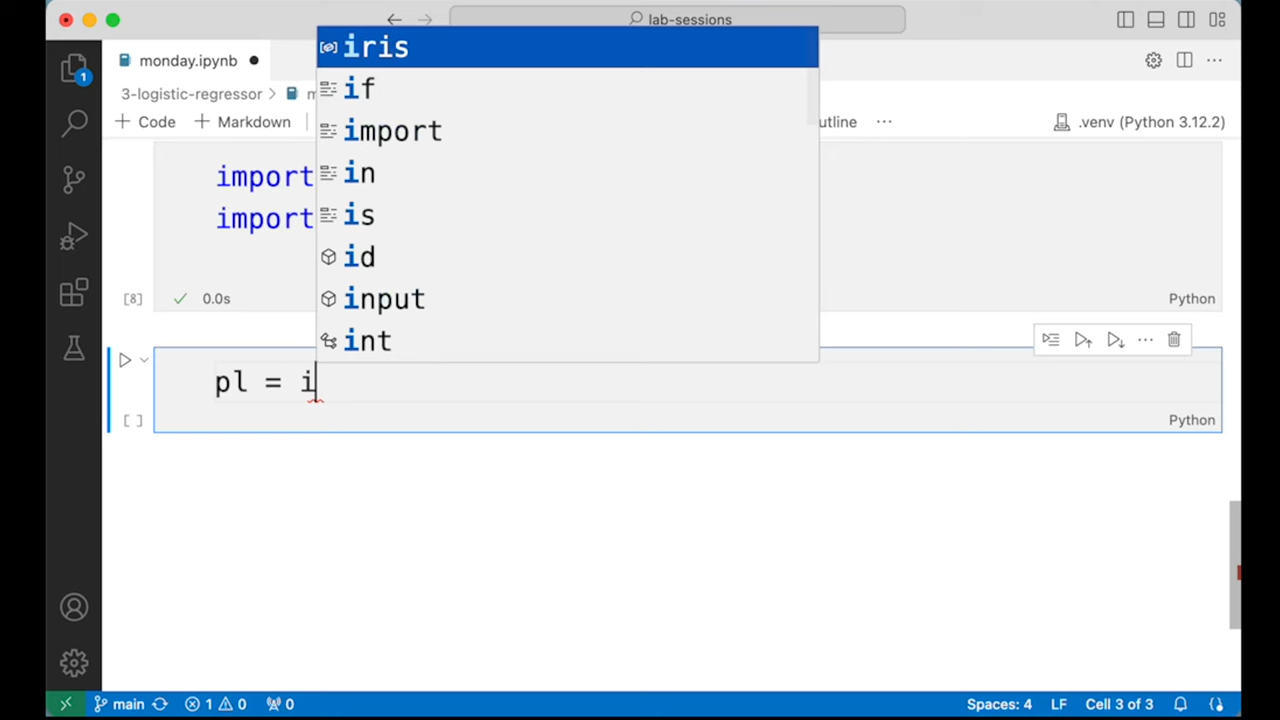 lab-sessions
monday.ipynb
3-logistic-regressor > m
Code Markdown utline ...
.venv (Python 3.12.2)
import
import
[8] 0.0s Python
iris
if
import
in
is
id
input
int
pl = i
[ ] Python
1
main 1 0 0 Spaces: 4 LF Cell 3 of 3